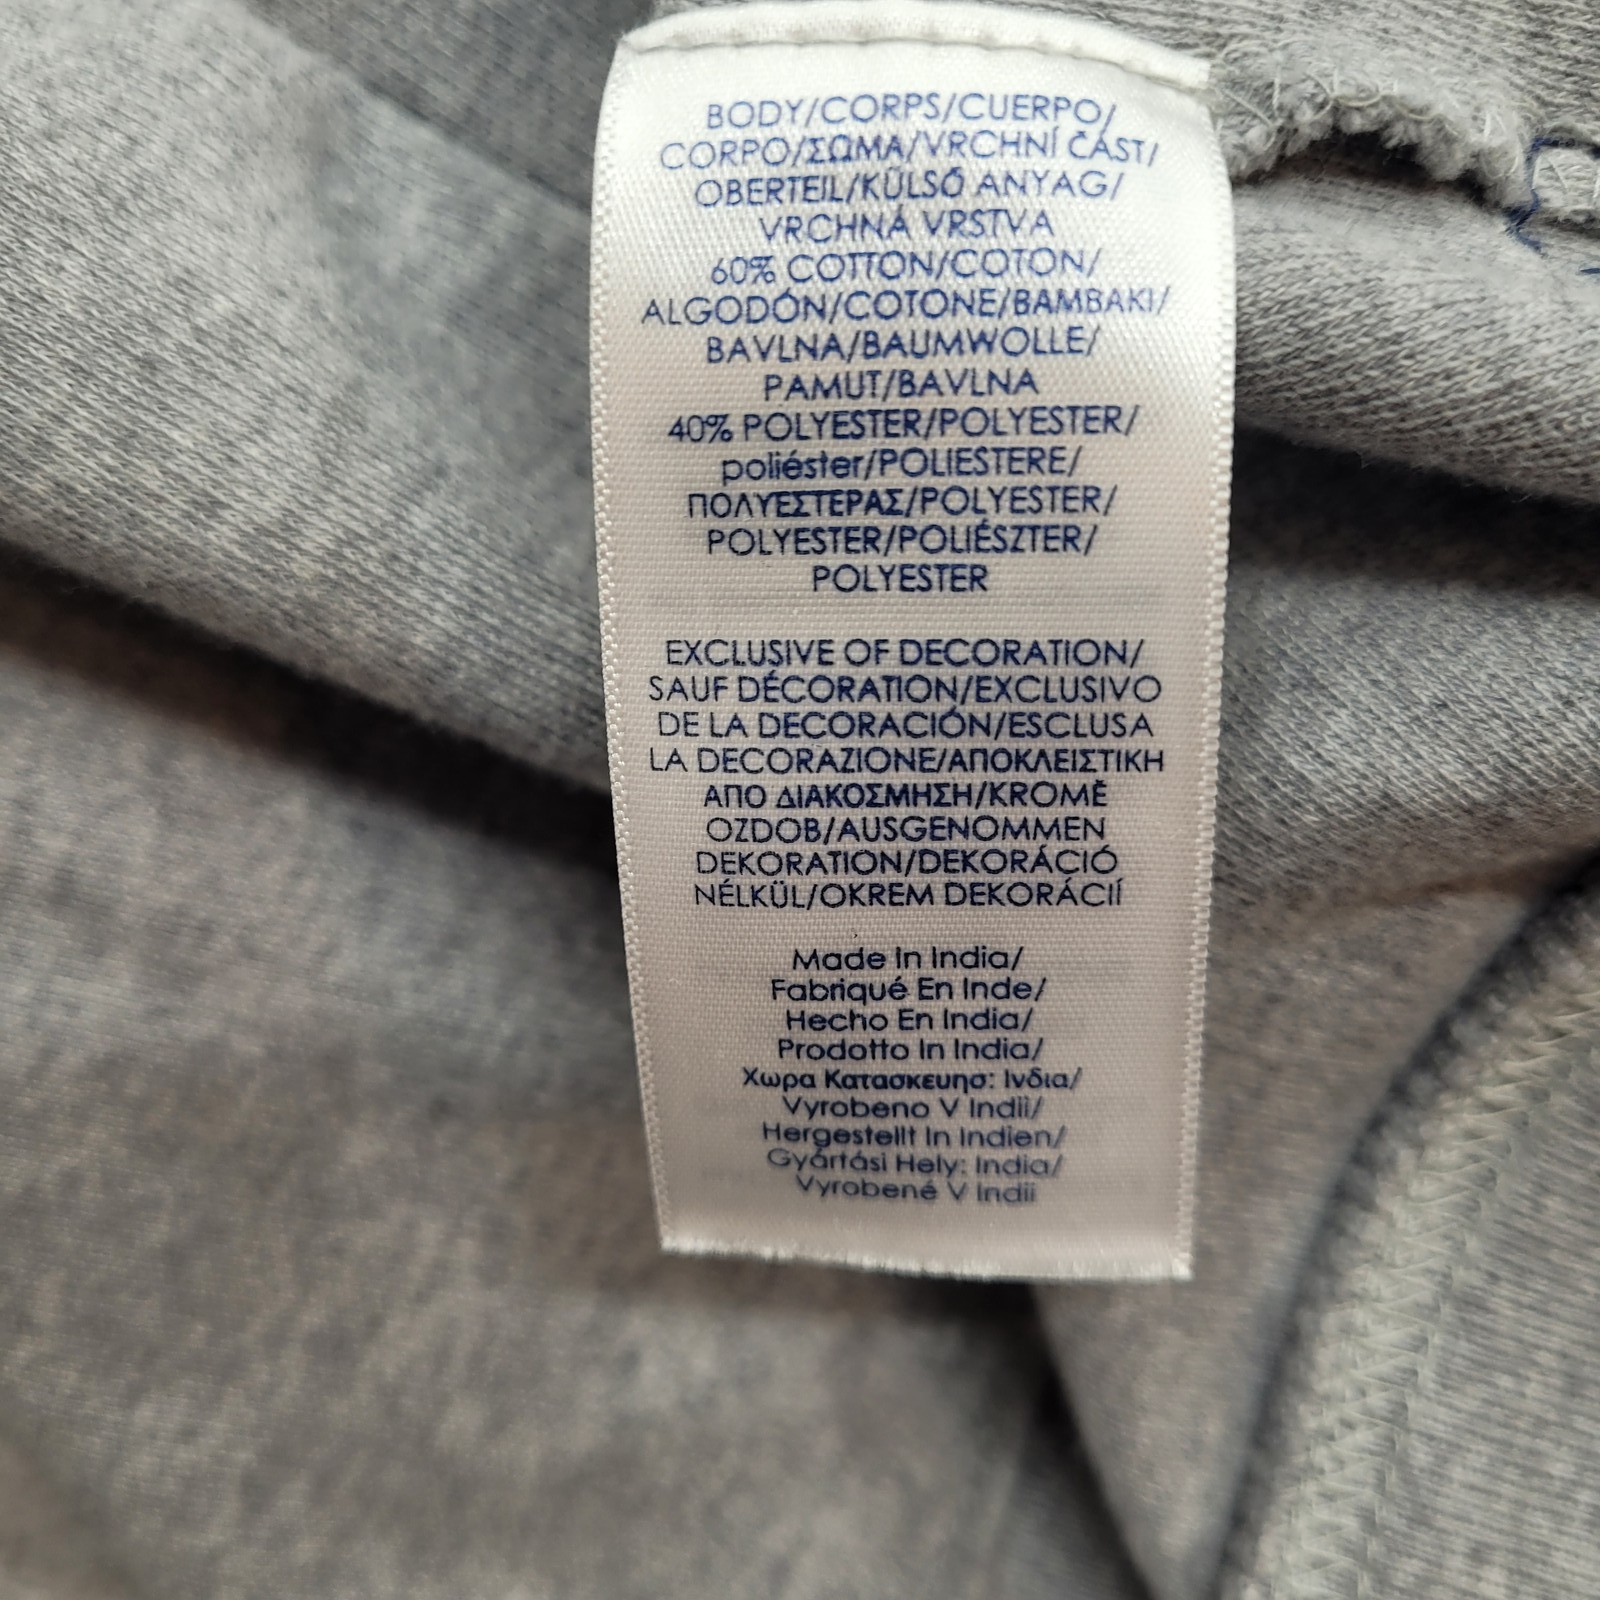 BODY/CORPS/CUERPO/
CORPO/ΣΩΜΑ/VRCHNÍ ČÁST/
OBERTEIL/KÜLSŐ ANYAG/
VRCHNÁ VRSTVA
60% COTTON/COTON/
ALGODÓN/COTONE/BAMBAKI/
BAVLNA/BAUMWOLLE/
PAMUT/BAVLNA
40% POLYESTER/POLYESTER/
poliéster/POLIESTERE/
ΠΟΛΥΕΣΤΕΡΑΣ/POLYESTER/
POLYESTER/POLIÉSZTER/
POLYESTER
EXCLUSIVE OF DECORATION/
SAUF DÉCORATION/EXCLUSIVO
DE LA DECORACIÓN/ESCLUSA
LA DECORAZIONE/ΑΠΟΚΛΕΙΣΤΙΚΗ
ΑΠΟ ΔΙΑΚΟΣΜΗΣΗ/KROMĚ
OZDOB/AUSGENOMMEN
DEKORATION/DEKORÁCIÓ
NÉLKÜL/OKREM DEKORÁCIÍ
Made In India/
Fabriqué En Inde/
Hecho En India/
Prodotto In India/
Χωρα Κατασκευησ: Ινδια/
Vyrobeno V Indii/
Hergestellt In Indien/
Gyártási Hely: India/
Vyrobené V Indii